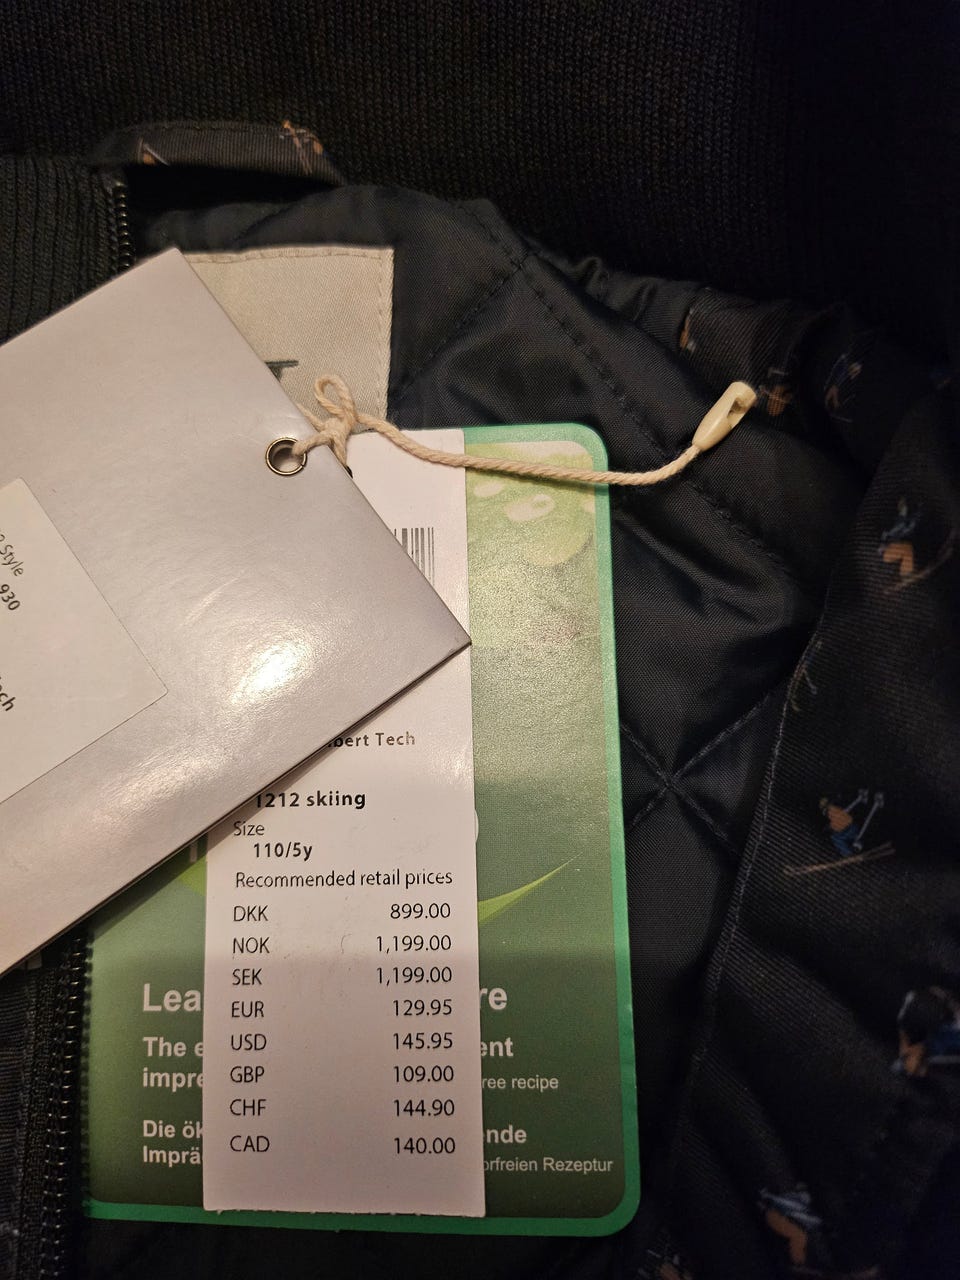 Style
930
bert Tech
1212 skiing
Size
110/5y
Recommended retail prices
DKK 899.00
NOK 1,199.00
SEK 1,199.00
EUR 129.95
USD 145.95
GBP 109.00
CHF 144.90
CAD 140.00
Lea re
The e ent
impre ree recipe
Die ök nde
Imprä orfreien Rezeptur